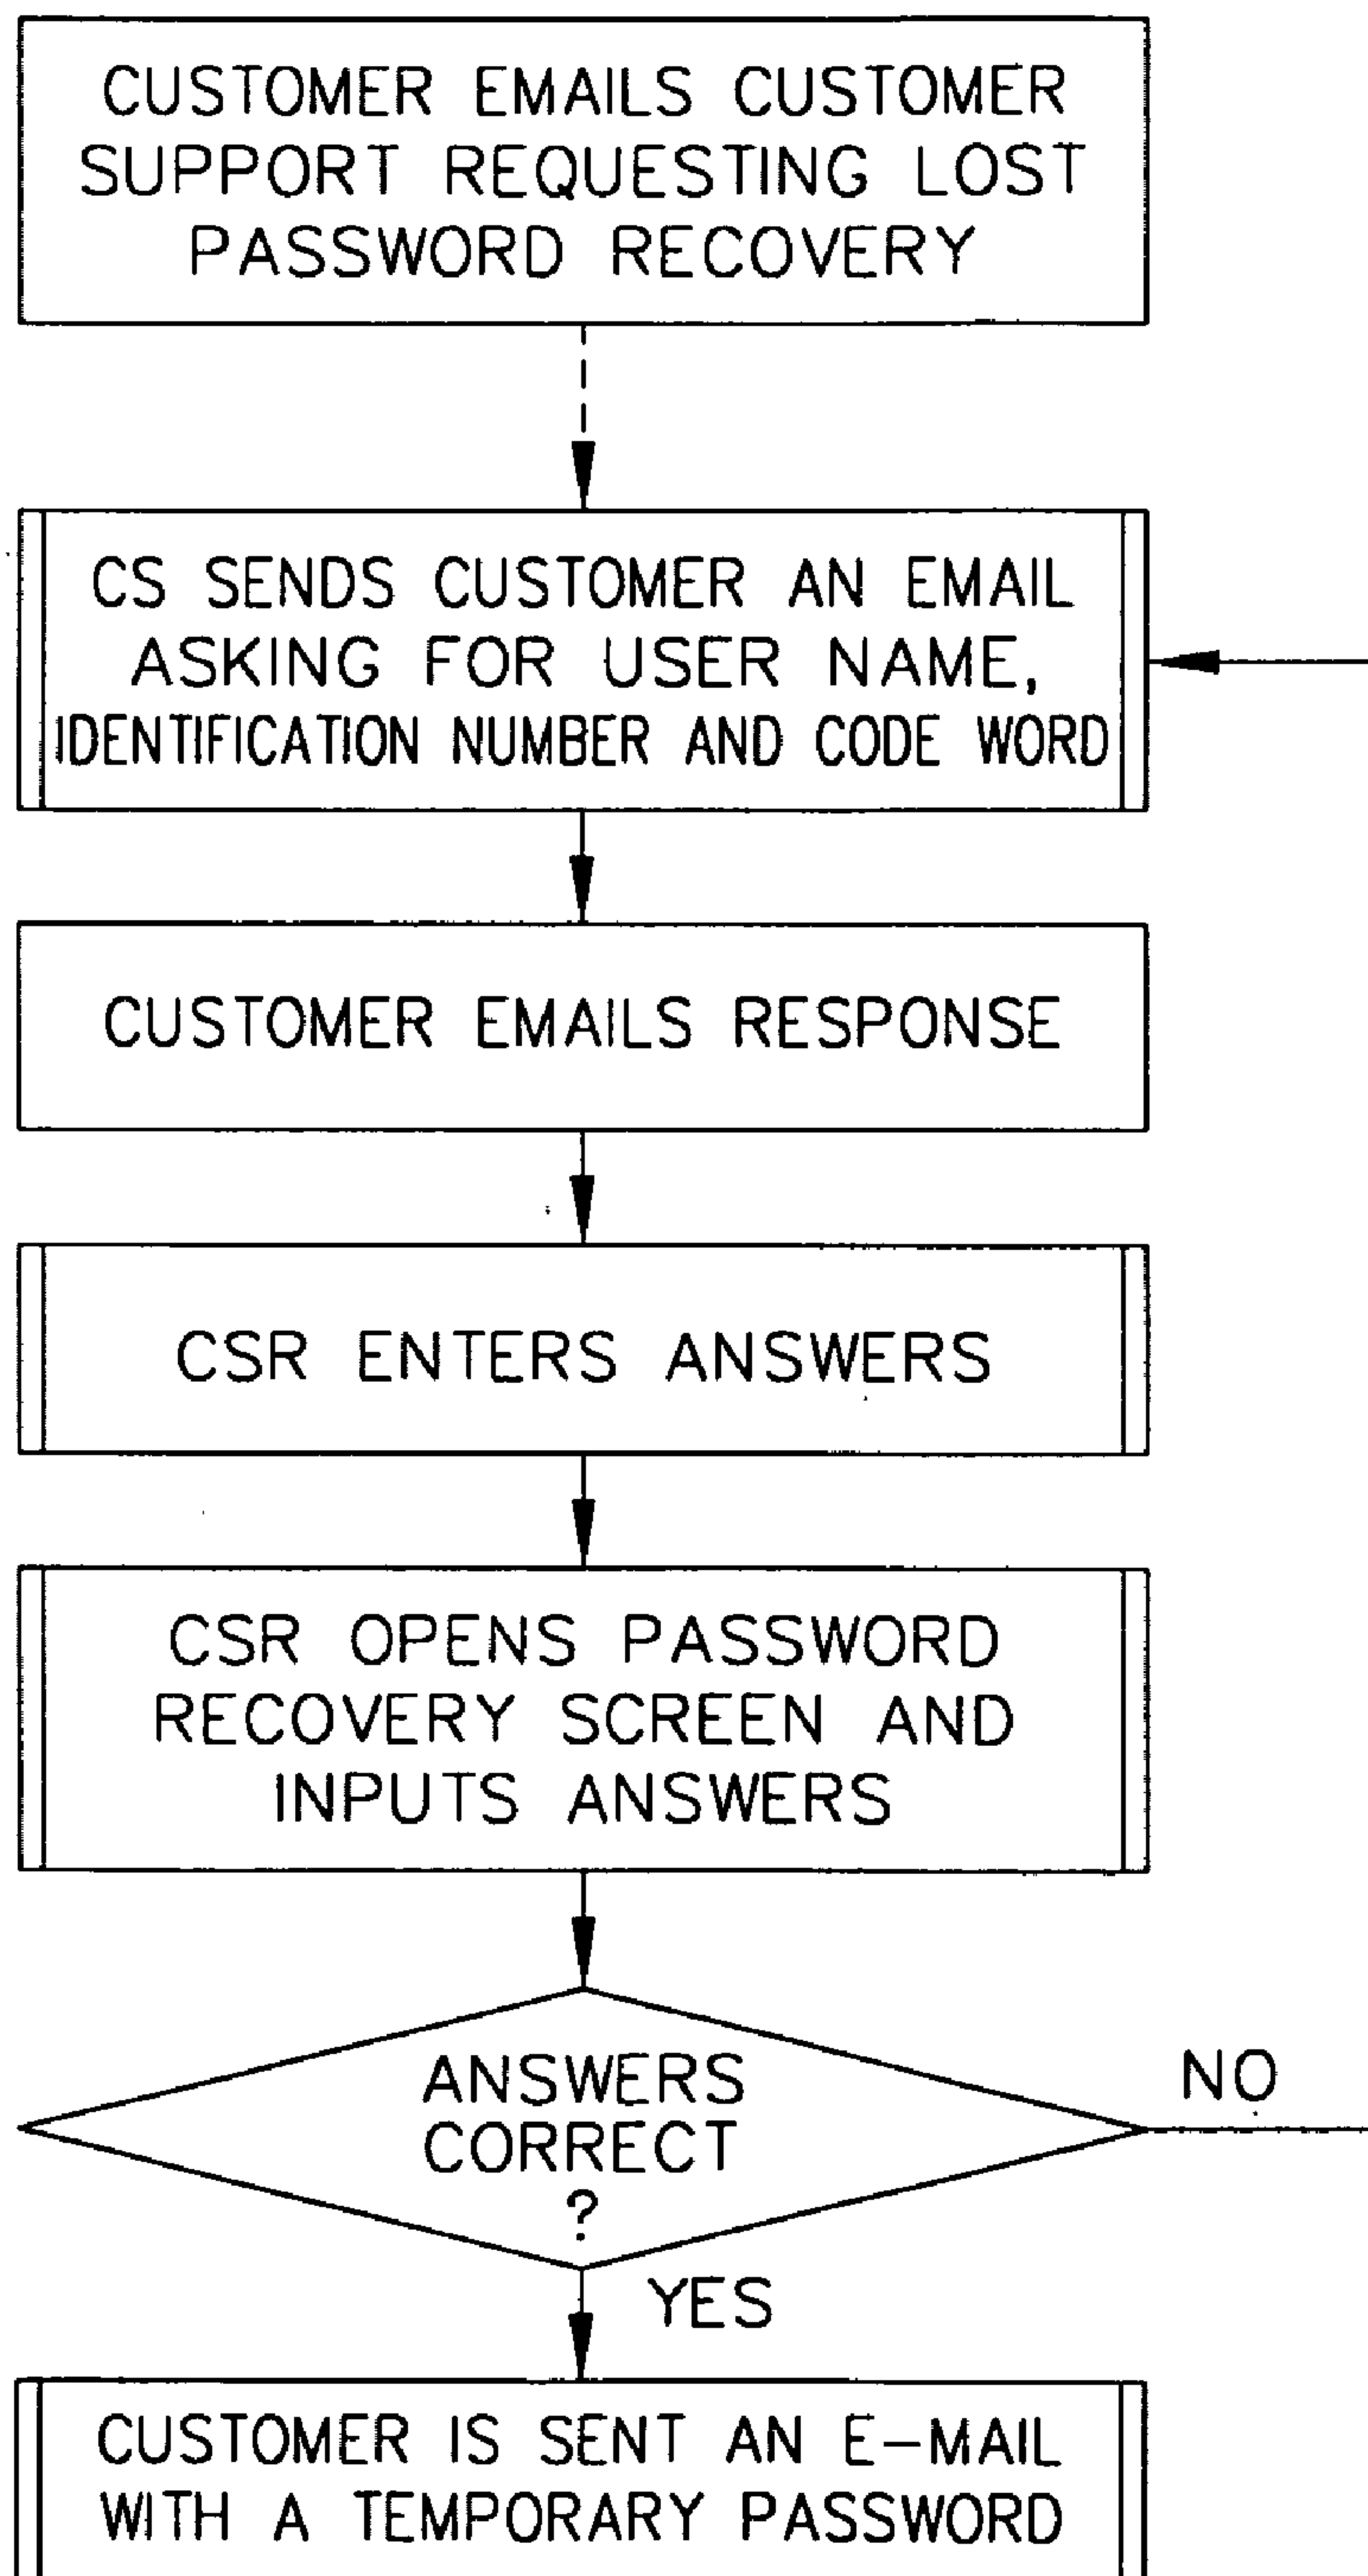 CUSTOMER EMAILS CUSTOMER
SUPPORT REQUESTING LOST
PASSWORD RECOVERY
CS SENDS CUSTOMER AN EMAIL
ASKING FOR USER NAME,
IDENTIFICATION NUMBER AND CODE WORD
CUSTOMER EMAILS RESPONSE
CSR ENTERS ANSWERS
CSR OPENS PASSWORD
RECOVERY SCREEN AND
INPUTS ANSWERS
ANSWERS
CORRECT
?
NO
YES
CUSTOMER IS SENT AN E-MAIL
WITH A TEMPORARY PASSWORD